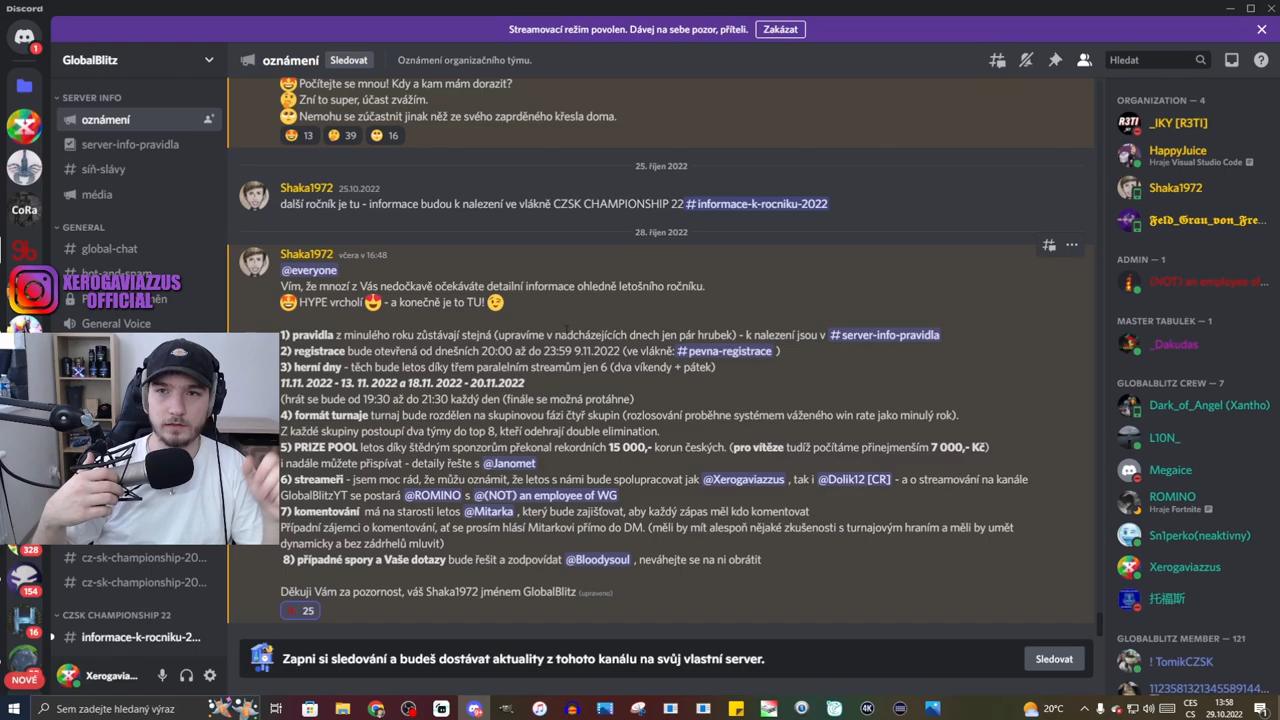 Discord
Streamovací režim povolen. Dávej na sebe pozor, příteli.
Zakázat
GlobalBlitz
oznámení
Sledovat
Oznámení organizačního týmu.
Hledat
1
SERVER INFO
oznámení
server-info-pravidla
síň-slávy
média
GENERAL
global-chat
General Voice
XEROGAVIAZZUS
OFFICIAL
CoRa
328
154
16
NOVÉ
cz-sk-championship-20...
cz-sk-championship-202...
CZSK CHAMPIONSHIP 22
informace-k-rocniku-2...
Xerogavia...
Počítejte se mnou! Kdy a kam mám dorazit?
Zní to super, účast zvážím.
Nemohu se zúčastnit jinak něž ze svého zaprděného křesla doma.
13
39
16
25. říjen 2022
Shaka1972 25.10.2022
další ročník je tu - informace budou k nalezení ve vlákně CZSK CHAMPIONSHIP 22 #informace-k-rocniku-2022
28. říjen 2022
Shaka1972 včera v 16:48
@everyone
Vím, že mnozí z Vás nedočkavě očekáváte detailní informace ohledně letošního ročníku.
HYPE vrcholí - a konečně je to TU!
1) pravidla z minulého roku zůstávají stejná (upravíme v nadcházejících dnech jen pár hrubek) - k nalezení jsou v #server-info-pravidla
2) registrace bude otevřená od dnešních 20:00 až do 23:59 9.11.2022 (ve vlákně: #pevna-registrace )
3) herní dny - těch bude letos díky třem paralelním streamům jen 6 (dva víkendy + pátek)
11.11. 2022 - 13. 11. 2022 a 18.11. 2022 - 20.11.2022
(hrát se bude od 19:30 až do 21:30 každý den (finále se možná protáhne)
4) formát turnaje turnaj bude rozdělen na skupinovou fázi čtyř skupin (rozlosování proběhne systémem váženého win rate jako minulý rok).
Z každé skupiny postoupí dva týmy do top 8, kteří odehrají double elimination.
5) PRIZE POOL letos díky štědrým sponzorům překonal rekordních 15 000,- korun českých. (pro vítěze tudíž počítáme přinejmenším 7 000,- Kč)
i nadále můžete přispívat - detaily řešte s @Janomet
6) streameři - jsem moc rád, že můžu oznámit, že letos s námi bude spolupracovat jak @Xerogaviazzus , tak i @Dolik12 [CR] - a o streamování na kanále
GlobalBlitzYT se postará @ROMINO s @(NOT) an employee of WG
7) komentování má na starosti letos @Mitarka , který bude zajišťovat, aby každý zápas měl kdo komentovat
Případní zájemci o komentování, ať se prosím hlásí Mitarkovi přímo do DM. (měli by mít alespoň nějaké zkušenosti s turnajovým hraním a měli by umět
dynamicky a bez zádrhelů mluvit)
8) případné spory a Vaše dotazy bude řešit a zodpovídat @Bloodysoul , neváhejte se na ni obrátit
Děkuji Vám za pozornost, váš Shaka1972 jménem GlobalBlitz (upraveno)
25
Zapni si sledování a budeš dostávat aktuality z tohoto kanálu na svůj vlastní server.
Sledovat
ORGANIZATION — 4
_IKY [R3TI]
HappyJuice
Hraje Visual Studio Code
Shaka1972
Feld_Grau_von_Fre...
ADMIN — 1
(NOT) an employee of...
MASTER TABULEK — 1
_Dakudas
GLOBALBLITZ CREW — 7
Dark_of_Angel (Xantho)
L10N_
Megaice
ROMINO
Hraje Fortnite
Sn1perko(neaktivny)
Xerogaviazzus
托福斯
GLOBALBLITZ MEMBER — 121
! TomikCZSK
Sem zadejte hledaný výraz
20°C
CES
CS
13:58
29.10.2022